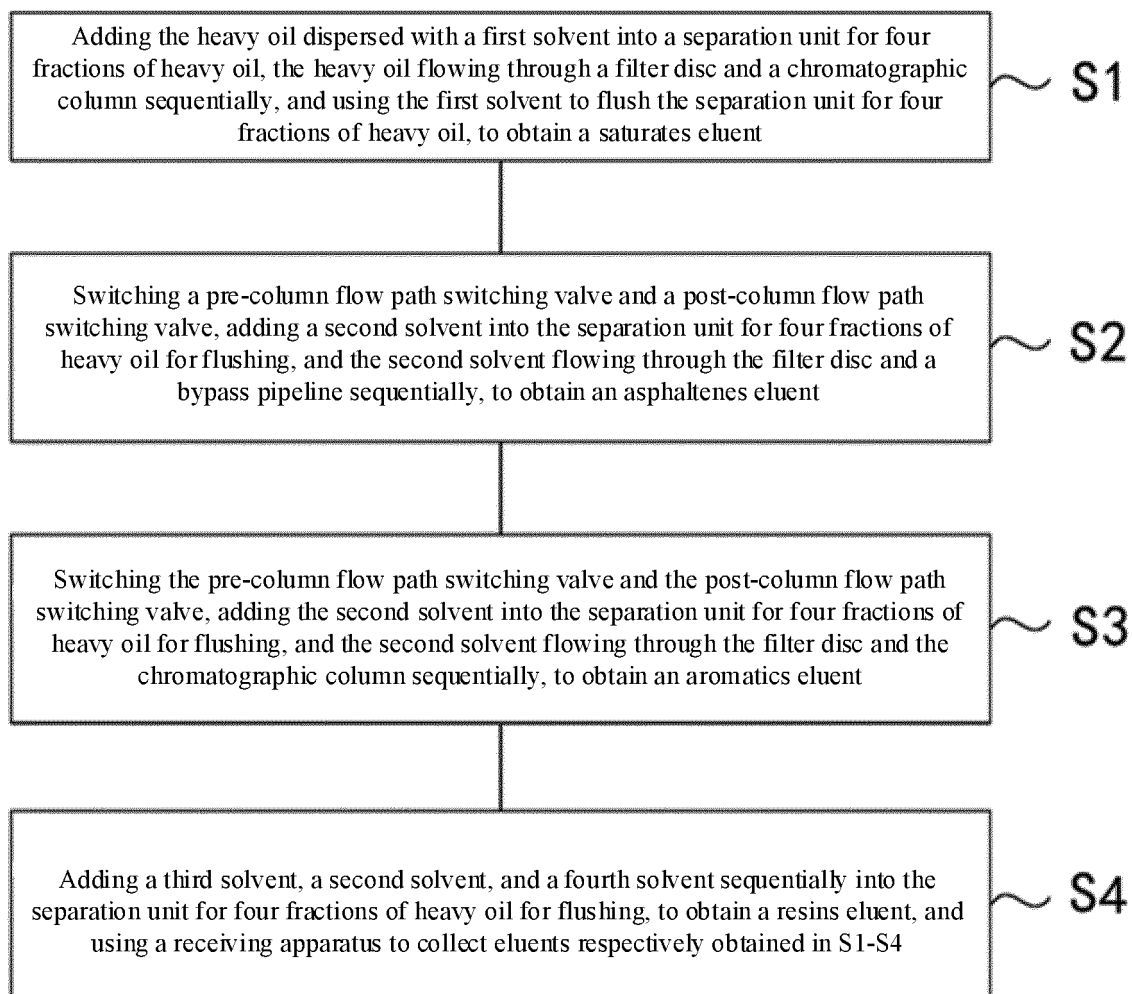 Adding the heavy oil dispersed with a first solvent into a separation unit for four
fractions of heavy oil, the heavy oil flowing through a filter disc and a chromatographic
column sequentially, and using the first solvent to flush the separation unit for four
fractions of heavy oil, to obtain a saturates eluent
S1
Switching a pre-column flow path switching valve and a post-column flow path
switching valve, adding a second solvent into the separation unit for four fractions of
heavy oil for flushing, and the second solvent flowing through the filter disc and a
bypass pipeline sequentially, to obtain an asphaltenes eluent
S2
Switching the pre-column flow path switching valve and the post-column flow path
switching valve, adding the second solvent into the separation unit for four fractions of
heavy oil for flushing, and the second solvent flowing through the filter disc and the
chromatographic column sequentially, to obtain an aromatics eluent
S3
Adding a third solvent, a second solvent, and a fourth solvent sequentially into the
separation unit for four fractions of heavy oil for flushing, to obtain a resins eluent, and
using a receiving apparatus to collect eluents respectively obtained in S1-S4
S4